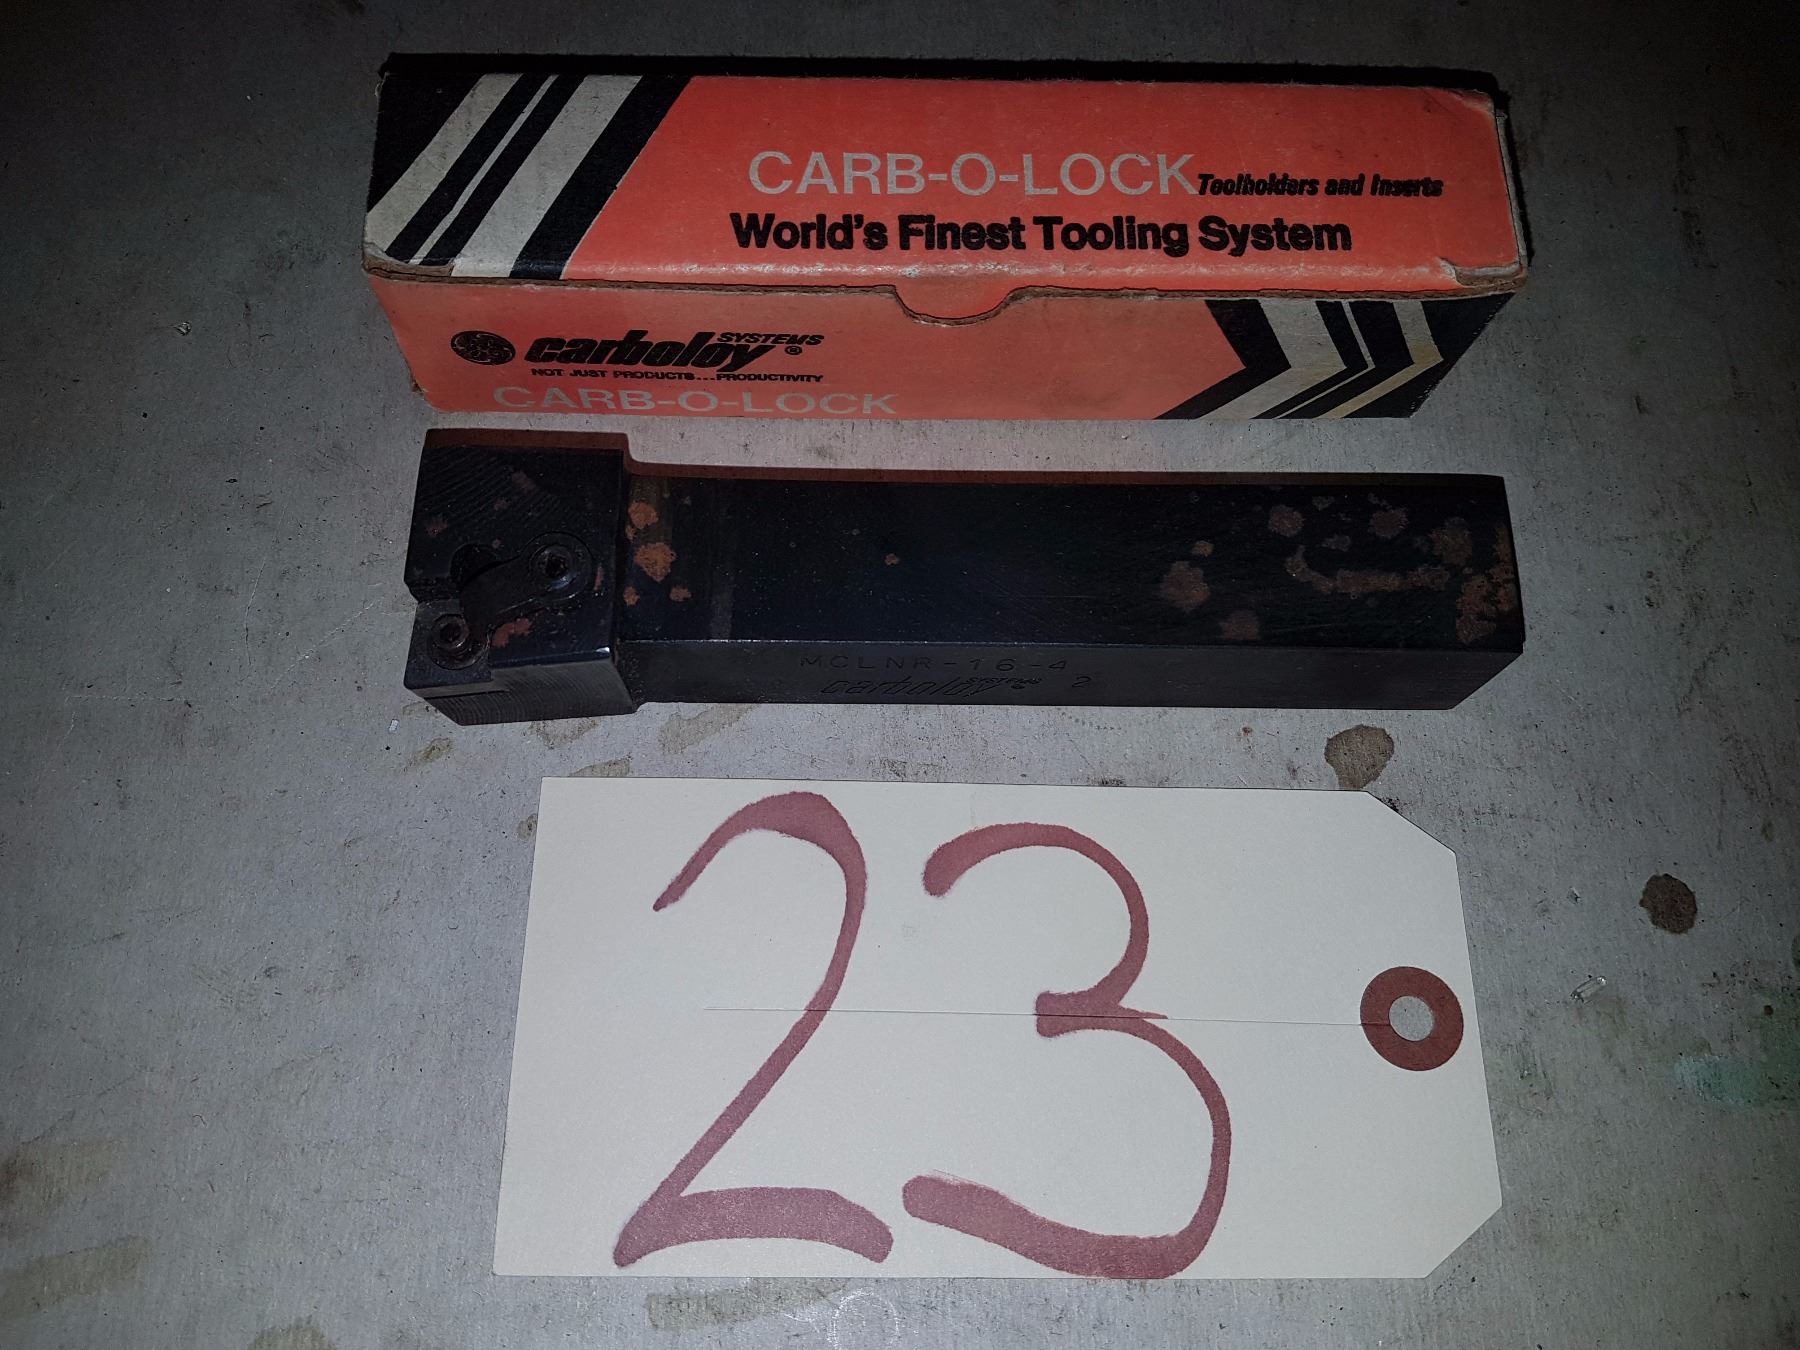 CARB-O-LOCK Toolholders and Inserts
World's Finest Tooling System
carboloy SYSTEMS ®
NOT JUST PRODUCTS...PRODUCTIVITY
CARB-O-LOCK
MCLNR-16-4
carboloy SYSTEMS ® 2
23